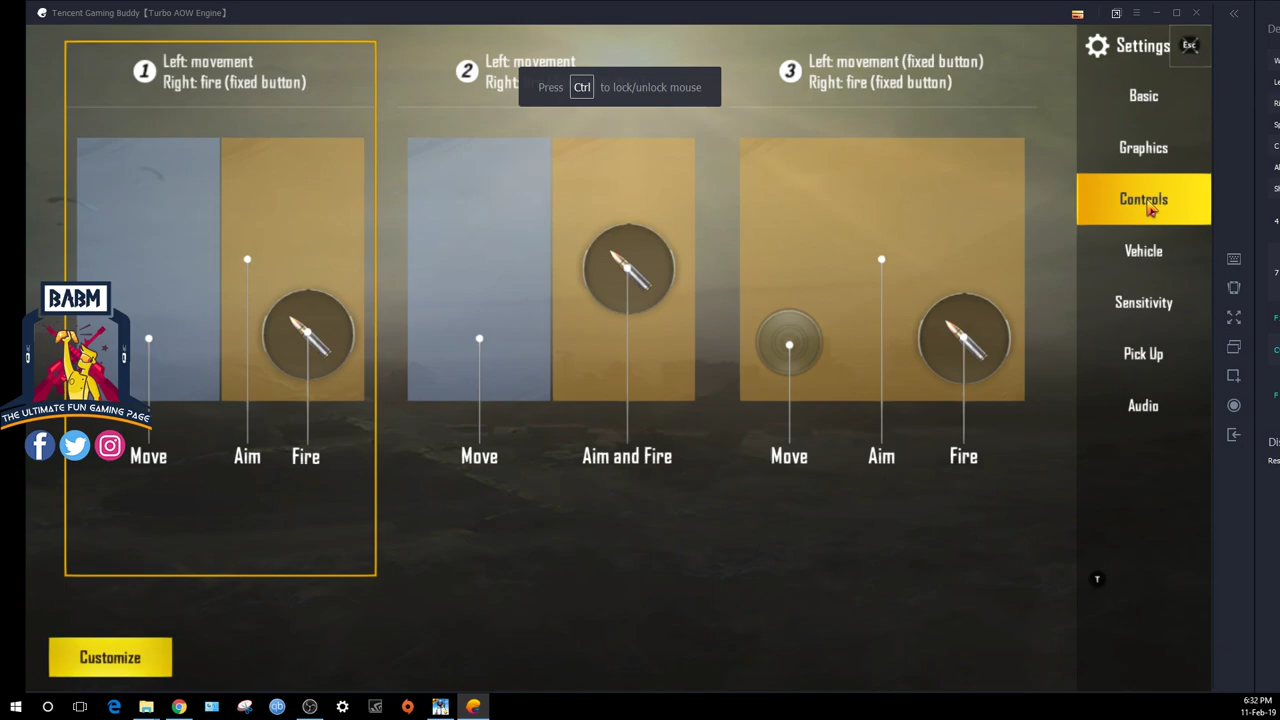 Tencent Gaming Buddy【Turbo AOW Engine】
1 Left: movement
Right: fire (fixed button)
2 Left: movement
Press Ctrl to lock/unlock mouse
3 Left: movement (fixed button)
Right: fire (fixed button)
Settings Esc
Basic
Graphics
Controls
Vehicle
Sensitivity
Pick Up
Audio
BABM
THE ULTIMATE FUN GAMING PAGE
Move
Aim
Fire
Move
Aim and Fire
Move
Aim
Fire
T
Customize
6:32 PM
11-Feb-19